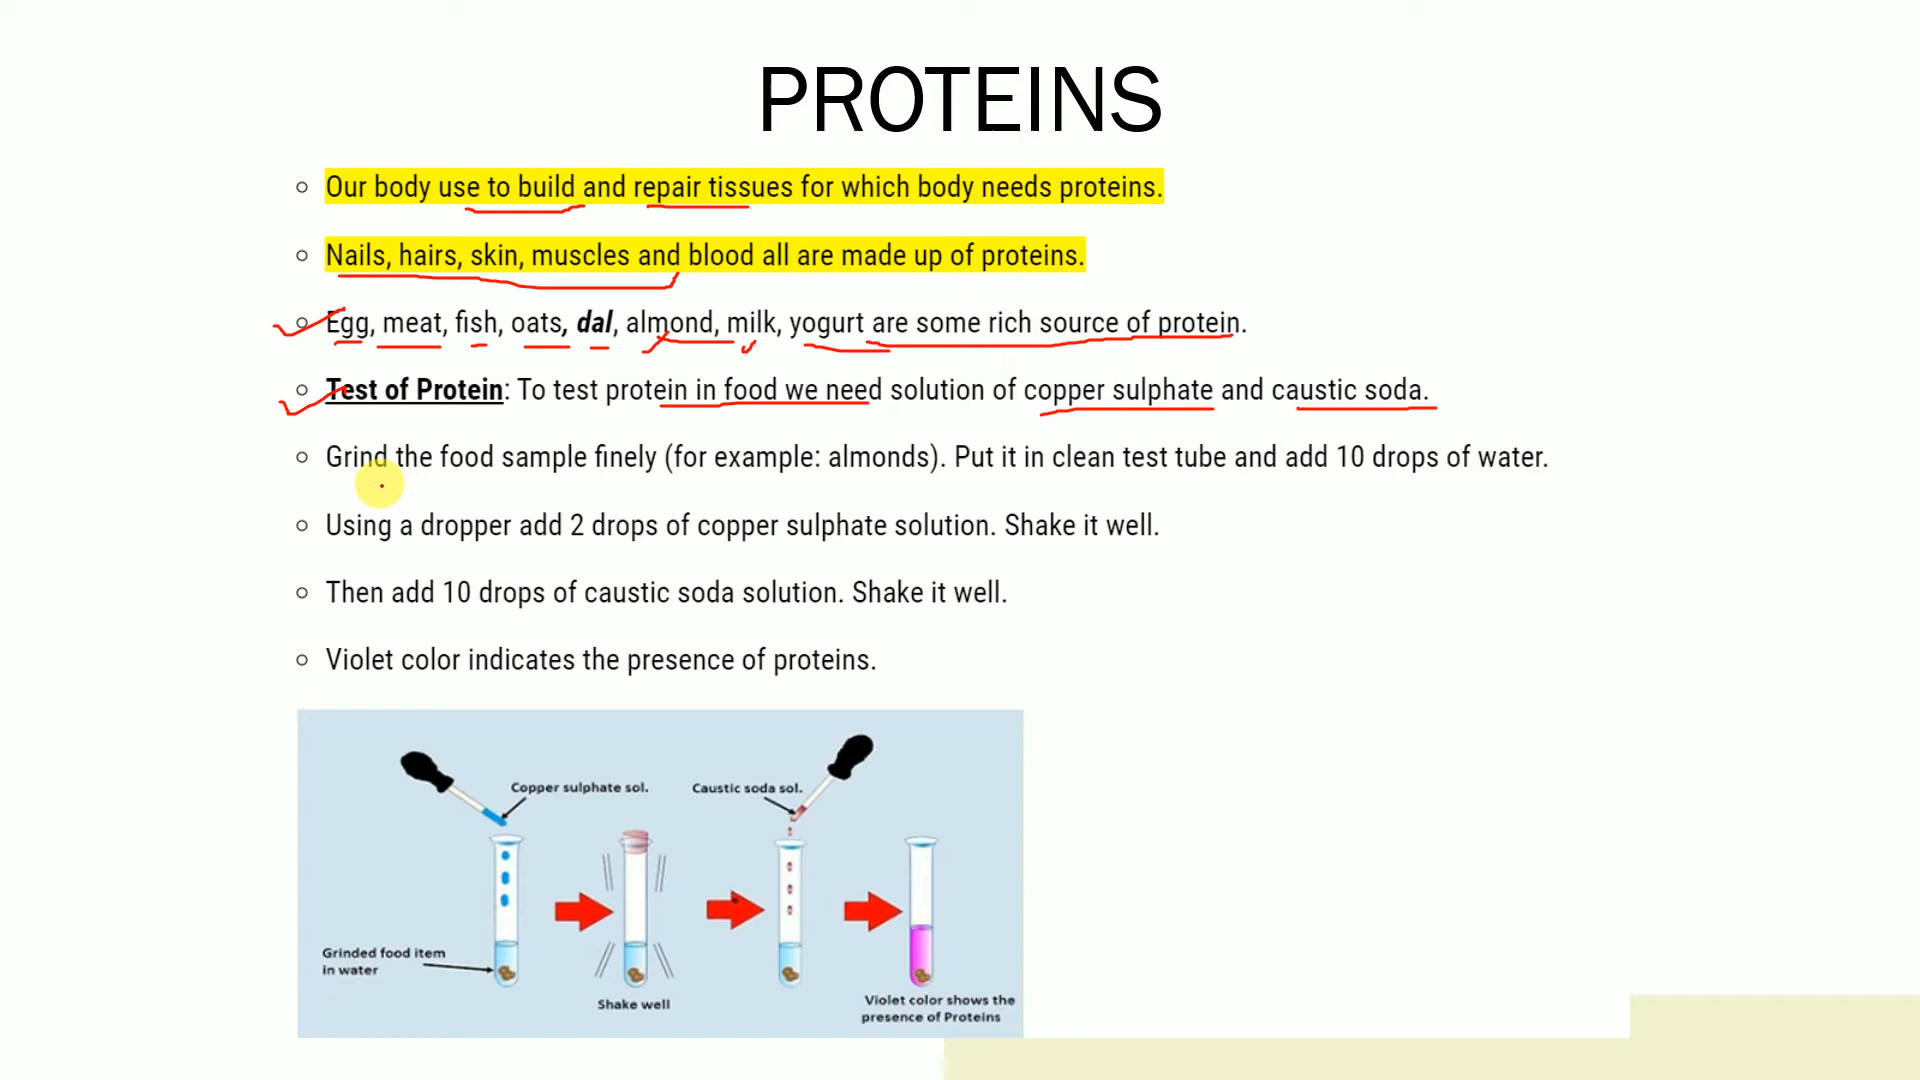 PROTEINS
Our body use to build and repair tissues for which body needs proteins.
Nails, hairs, skin, muscles and blood all are made up of proteins.
Egg, meat, fish, oats, dal, almond, milk, yogurt are some rich source of protein.
Test of Protein: To test protein in food we need solution of copper sulphate and caustic soda.
Grind the food sample finely (for example: almonds). Put it in clean test tube and add 10 drops of water.
Using a dropper add 2 drops of copper sulphate solution. Shake it well.
Then add 10 drops of caustic soda solution. Shake it well.
Violet color indicates the presence of proteins.
Copper sulphate sol.
Caustic soda sol.
Grinded food item
in water
Shake well
Violet color shows the
presence of Proteins